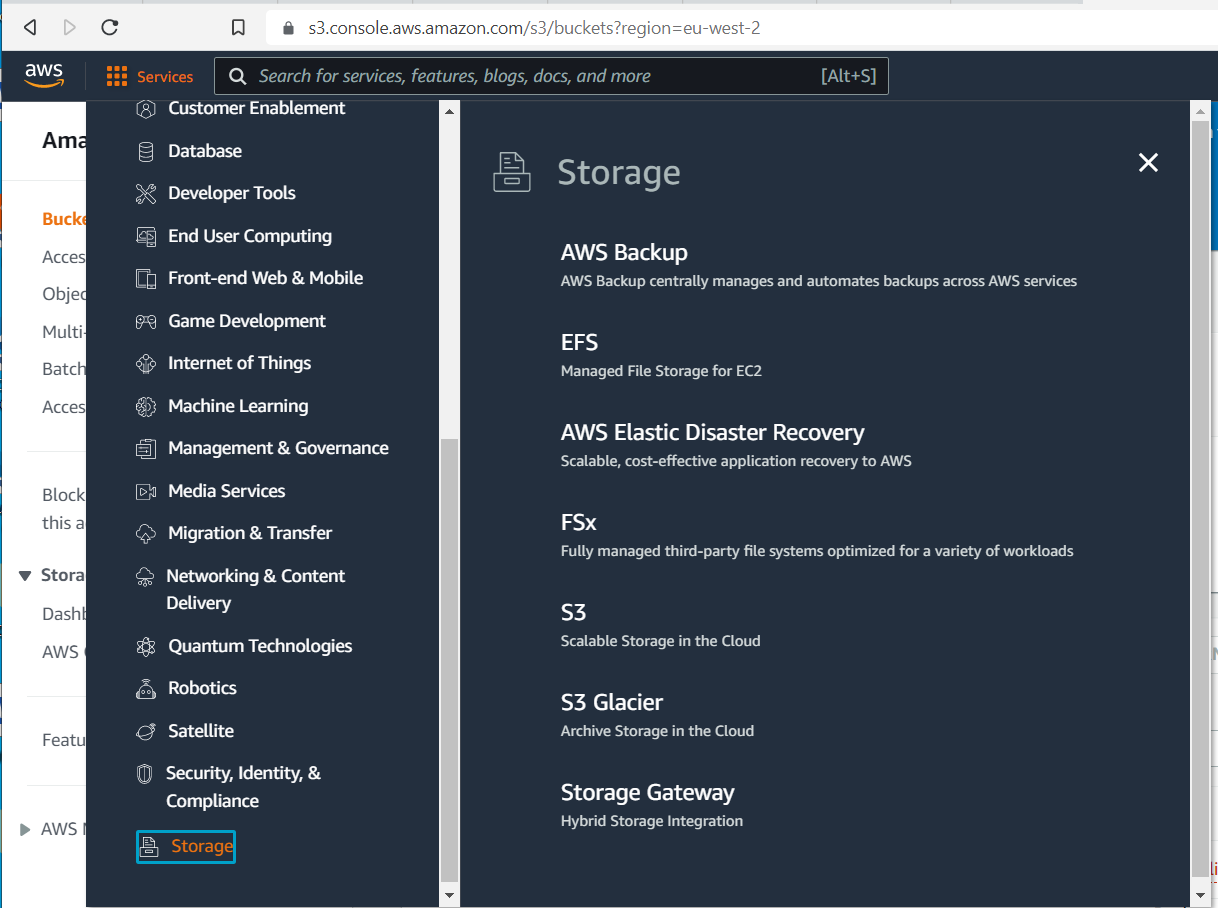 s3.console.aws.amazon.com/s3/buckets?region=eu-west-2
aws
Services
Search for services, features, blogs, docs, and more
[Alt+S]
Ama
Bucke
Acces
Objec
Multi-
Batch
Acces
Block
this a
Stora
Dashb
AWS
Featu
AWS
Customer Enablement
Database
Developer Tools
End User Computing
Front-end Web & Mobile
Game Development
Internet of Things
Machine Learning
Management & Governance
Media Services
Migration & Transfer
Networking & Content
Delivery
Quantum Technologies
Robotics
Satellite
Security, Identity, &
Compliance
Storage
Storage
AWS Backup
AWS Backup centrally manages and automates backups across AWS services
EFS
Managed File Storage for EC2
AWS Elastic Disaster Recovery
Scalable, cost-effective application recovery to AWS
FSx
Fully managed third-party file systems optimized for a variety of workloads
S3
Scalable Storage in the Cloud
S3 Glacier
Archive Storage in the Cloud
Storage Gateway
Hybrid Storage Integration